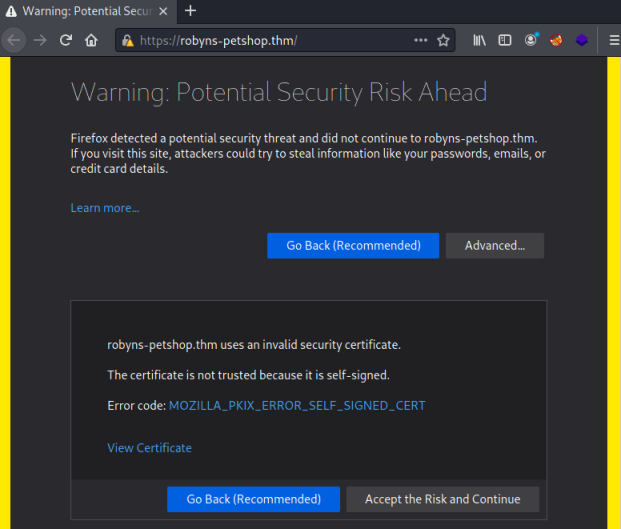 Warning: Potential Secur
https://robyns-petshop.thm/
Warning: Potential Security Risk Ahead
Firefox detected a potential security threat and did not continue to robyns-petshop.thm.
If you visit this site, attackers could try to steal information like your passwords, emails, or
credit card details.
Learn more...
Go Back (Recommended)
Advanced...
robyns-petshop.thm uses an invalid security certificate.
The certificate is not trusted because it is self-signed.
Error code: MOZILLA_PKIX_ERROR_SELF_SIGNED_CERT
View Certificate
Go Back (Recommended)
Accept the Risk and Continue